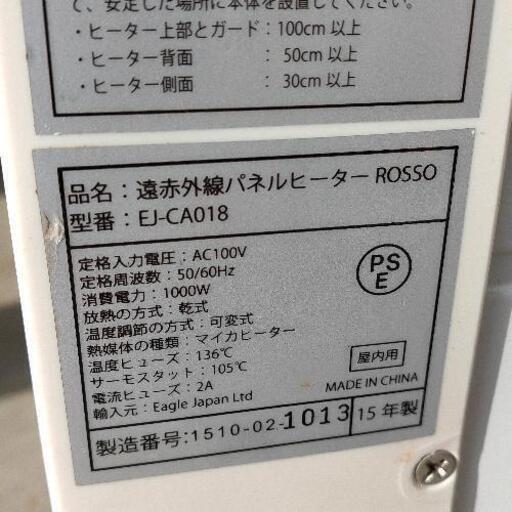 て、安定した場所に本体を設置してください。
・ヒーター上部とガード：100cm 以上
・ヒーター背面 ： 50cm 以上
・ヒーター側面 ： 30cm 以上
品名：遠赤外線パネルヒーター ROSSO
型番：EJ-CA018
定格入力電圧：AC100V
定格周波数：50/60Hz
消費電力：1000W
放熱の方式：乾式
温度調節の方式：可変式
熱媒体の種類：マイカヒーター
温度ヒューズ：136℃
サーモスタット：105℃
電流ヒューズ：2A
輸入元：Eagle Japan Ltd
PS
E
屋内用
MADE IN CHINA
製造番号:1510-02-1013 15 年製